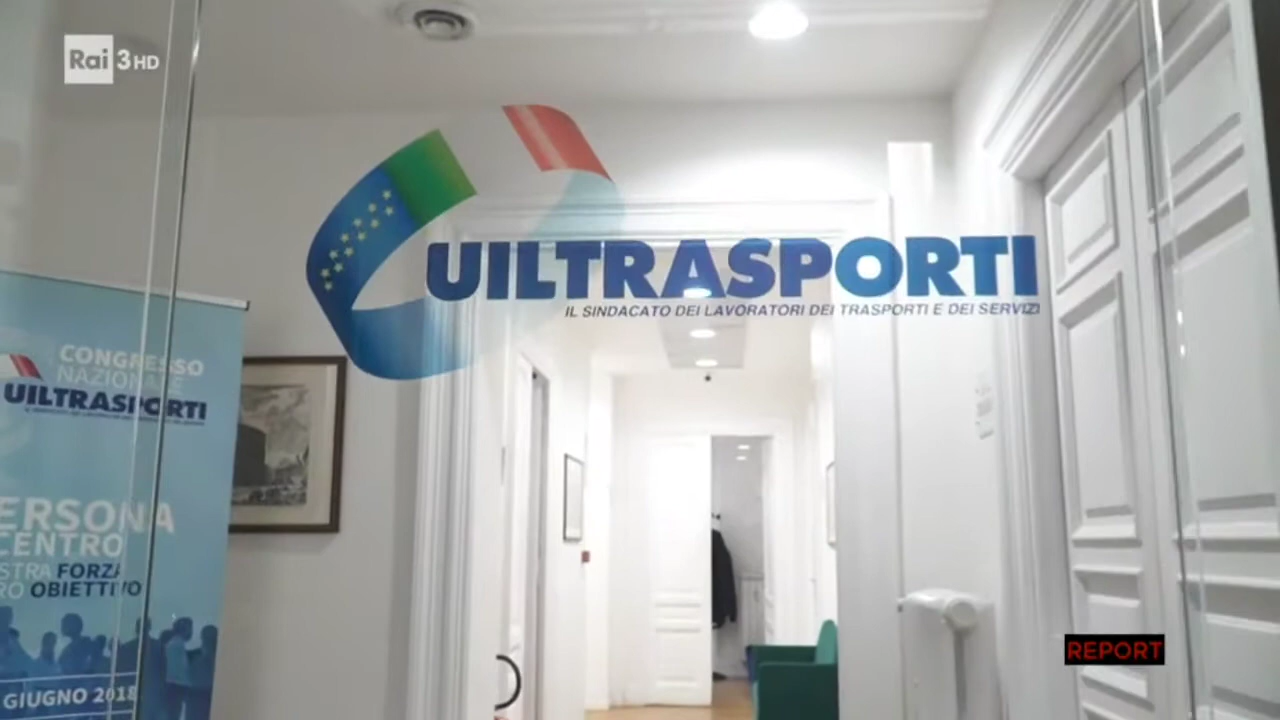 Rai 3HD
UILTRASPORTI
IL SINDACATO DEI LAVORATORI DEI TRASPORTI E DEI SERVIZI
CONGRESSO
NAZIONALE
UILTRASPORTI
ERSONA
CENTRO
STRA FORZA
RO OBIETTIVO
GIUGNO 2018
REPORT